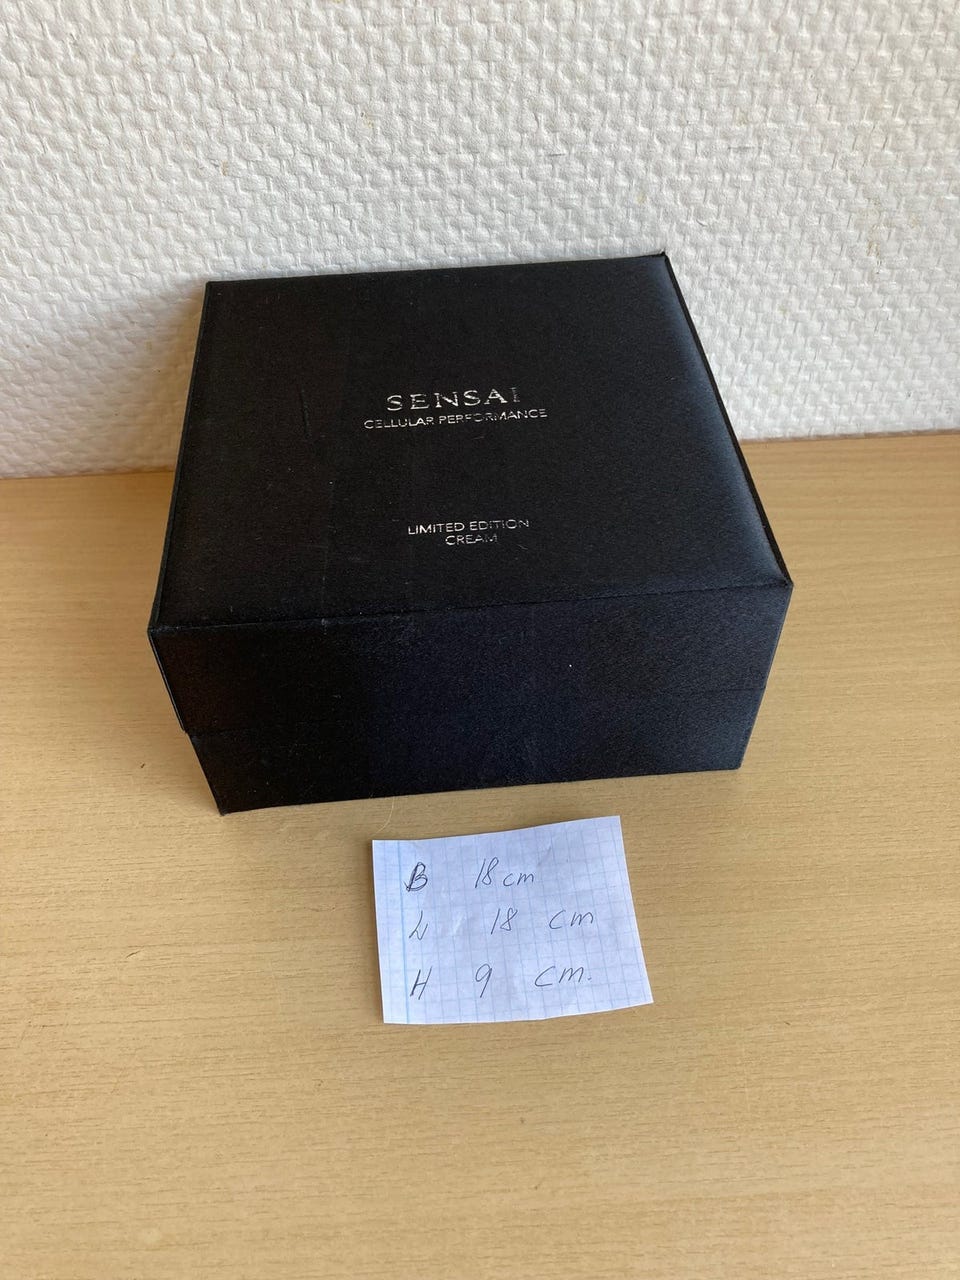 SENSAI
CELLULAR PERFORMANCE
LIMITED EDITION
CREAM
B 18 cm
L 18 cm
H 9 cm.